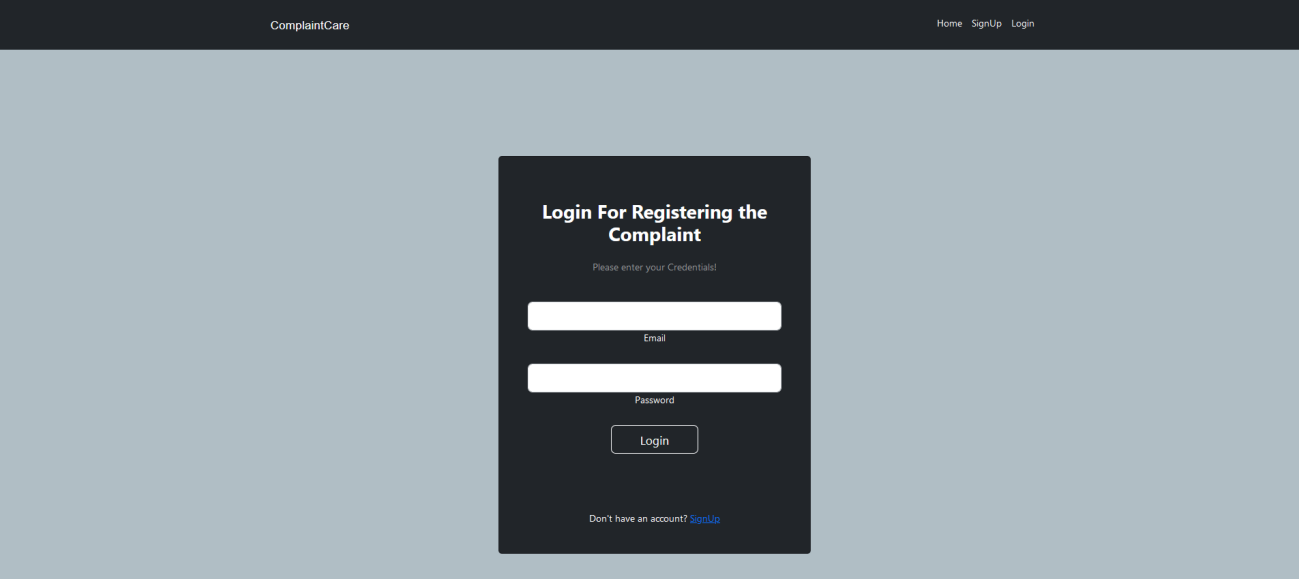 ComplaintCare
Home SignUp Login
Login For Registering the
Complaint
Please enter your Credentials!
Email
Password
Login
Don't have an account? SignUp